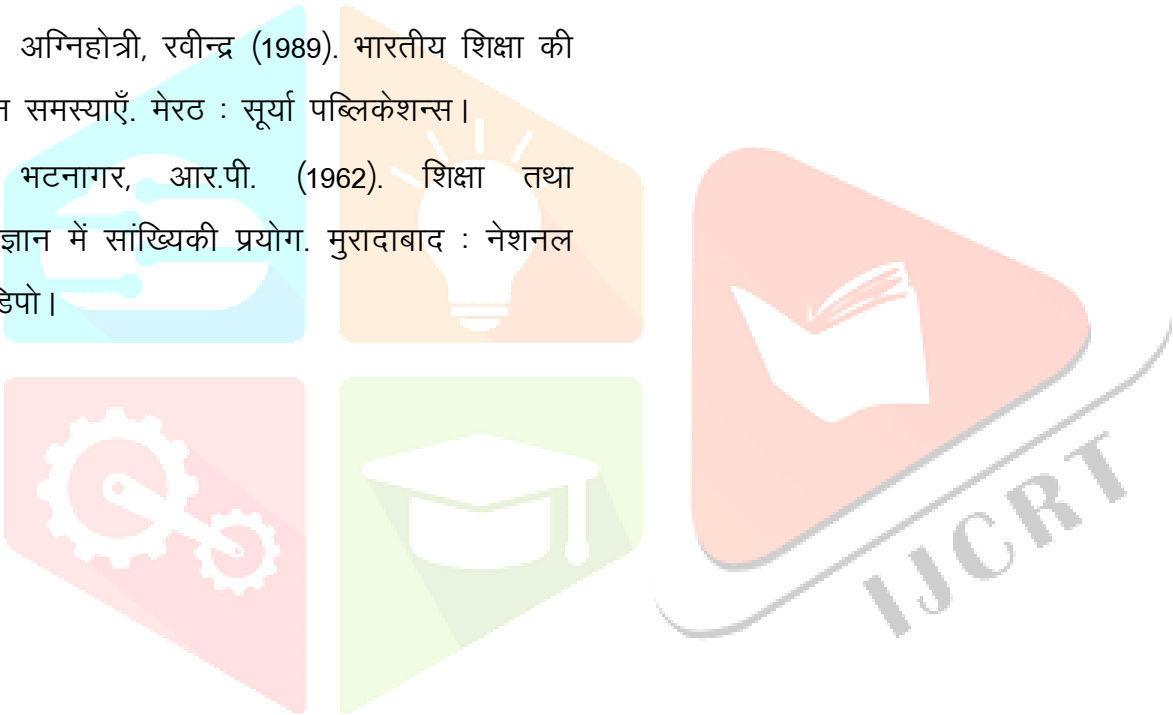 अग्निहोत्री, रवीन्द्र (1989). भारतीय शिक्षा की
समस्याएँ. मेरठ : सूर्या पब्लिकेशन्स।
भटनागर, आर.पी. (1962). शिक्षा तथा
में सांख्यिकी प्रयोग. मुरादाबाद : नेशनल
IJCRT